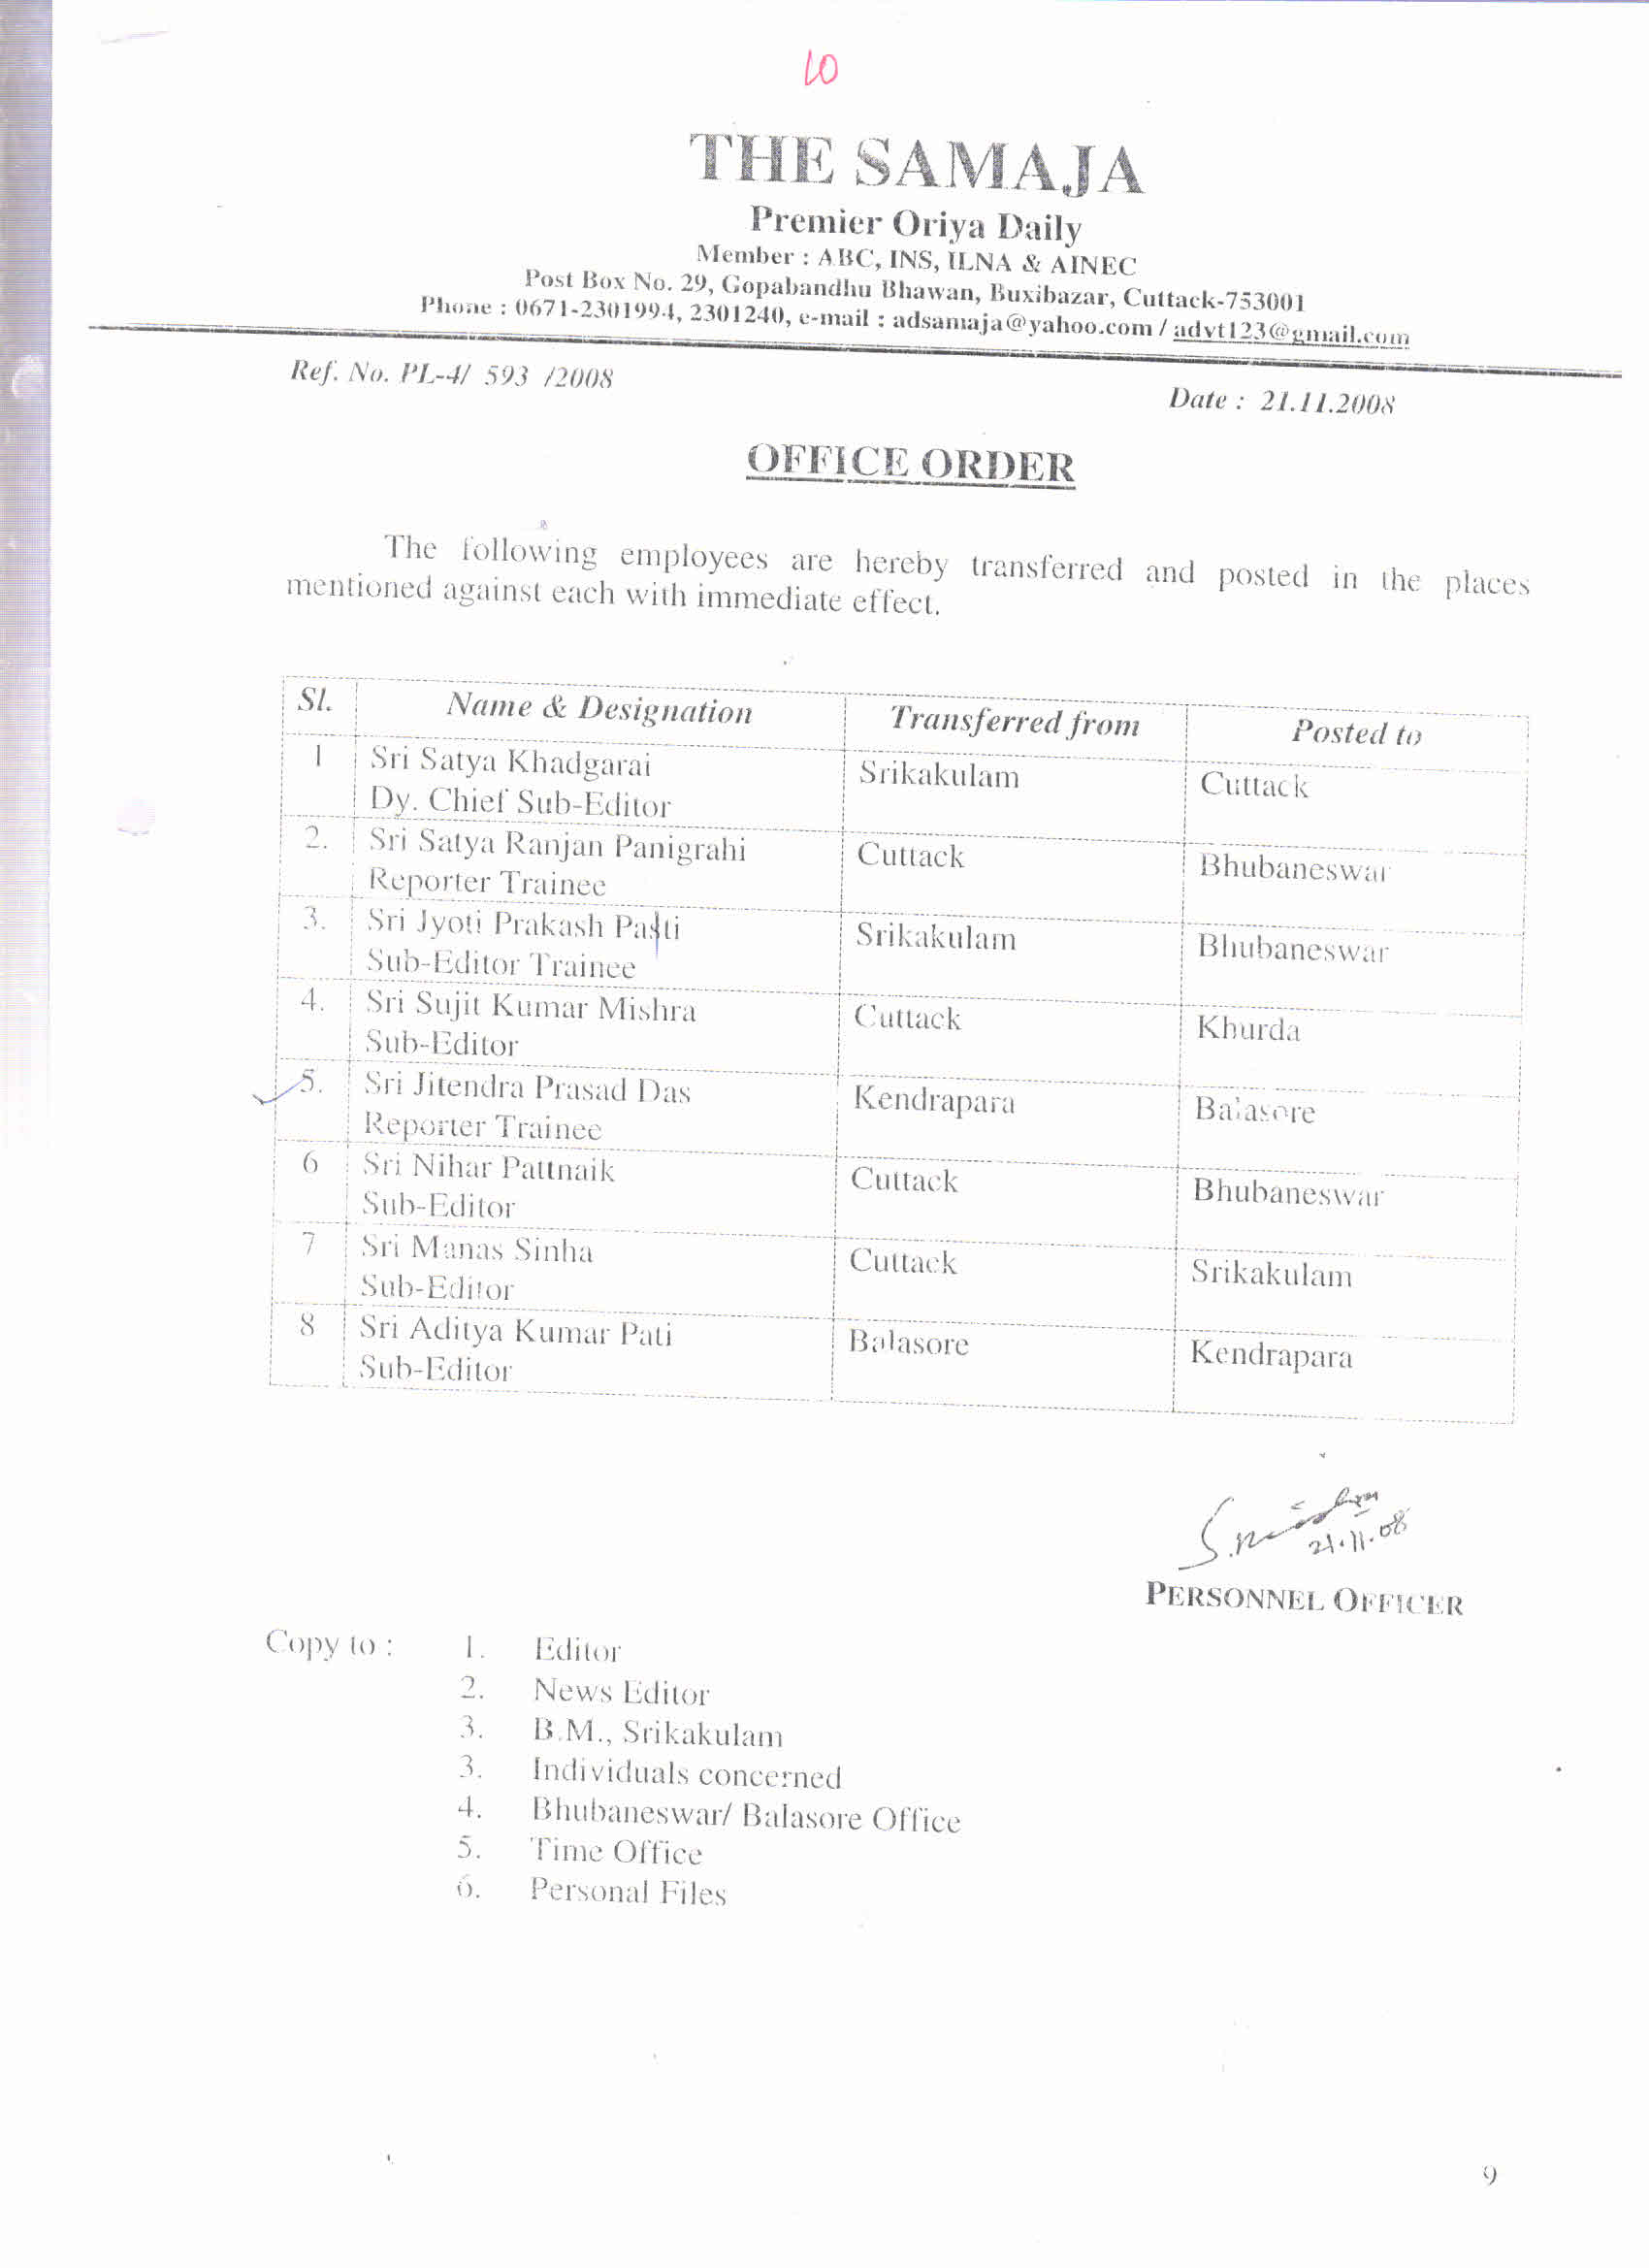 10
THE SAMAJA
Premier Oriya Daily
Member : ABC, INS, ILNA & AINEC
Post Box No. 29, Gopabandhu Bhawan, Buxibazar, Cuttack-753001
Phone : 0671-2301994, 2301240, e-mail : adsamaja@yahoo.com / advt123@gmail.com
Ref. No. PL-4/ 593 /2008
Date : 21.11.2008
OFFICE ORDER
The following employees are hereby transferred and posted in the places
mentioned against each with immediate effect.
Sl. Name & Designation Transferred from Posted to
1 Sri Satya Khadgarai Srikakulam Cuttack
Dy. Chief Sub-Editor
2. Sri Satya Ranjan Panigrahi Cuttack Bhubaneswar
Reporter Trainee
3. Sri Jyoti Prakash Srikakulam Bhubaneswar
Sub-Editor Trainee
4. Sri Sujit Kumar Mishra Cuttack Khurda
Sub-Editor
5. Sri Jitendra Prasad Das Kendrapara Balasore
Reporter Trainee
6 Sri Nihar Pattnaik Cuttack Bhubaneswar
Sub-Editor
7 Sri Manas Sinha Cuttack Srikakulam
Sub-Editor
8 Sri Aditya Kumar Pati Balasore Kendrapara
Sub-Editor
21.11.08
PERSONNEL OFFICER
Copy to : 1. Editor
2. News Editor
3. B.M., Srikakulam
3. Individuals concerned
4. Bhubaneswar/ Balasore Office
5. Time Office
6. Personal Files
9